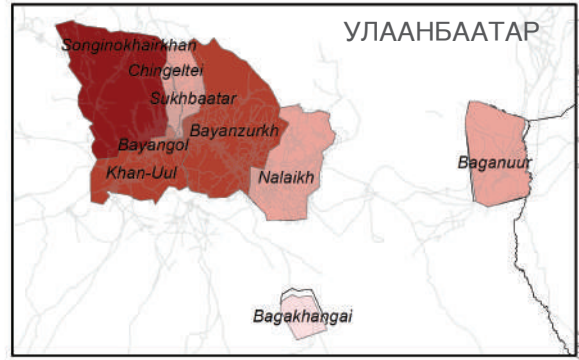 УЛААНБААТАР
Songinokhairkhan
Chingeltei
Sukhbaatar
Bayanzurkh
Bayangol
Khan-Uul
Nalaikh
Baganuur
Bagakhangai